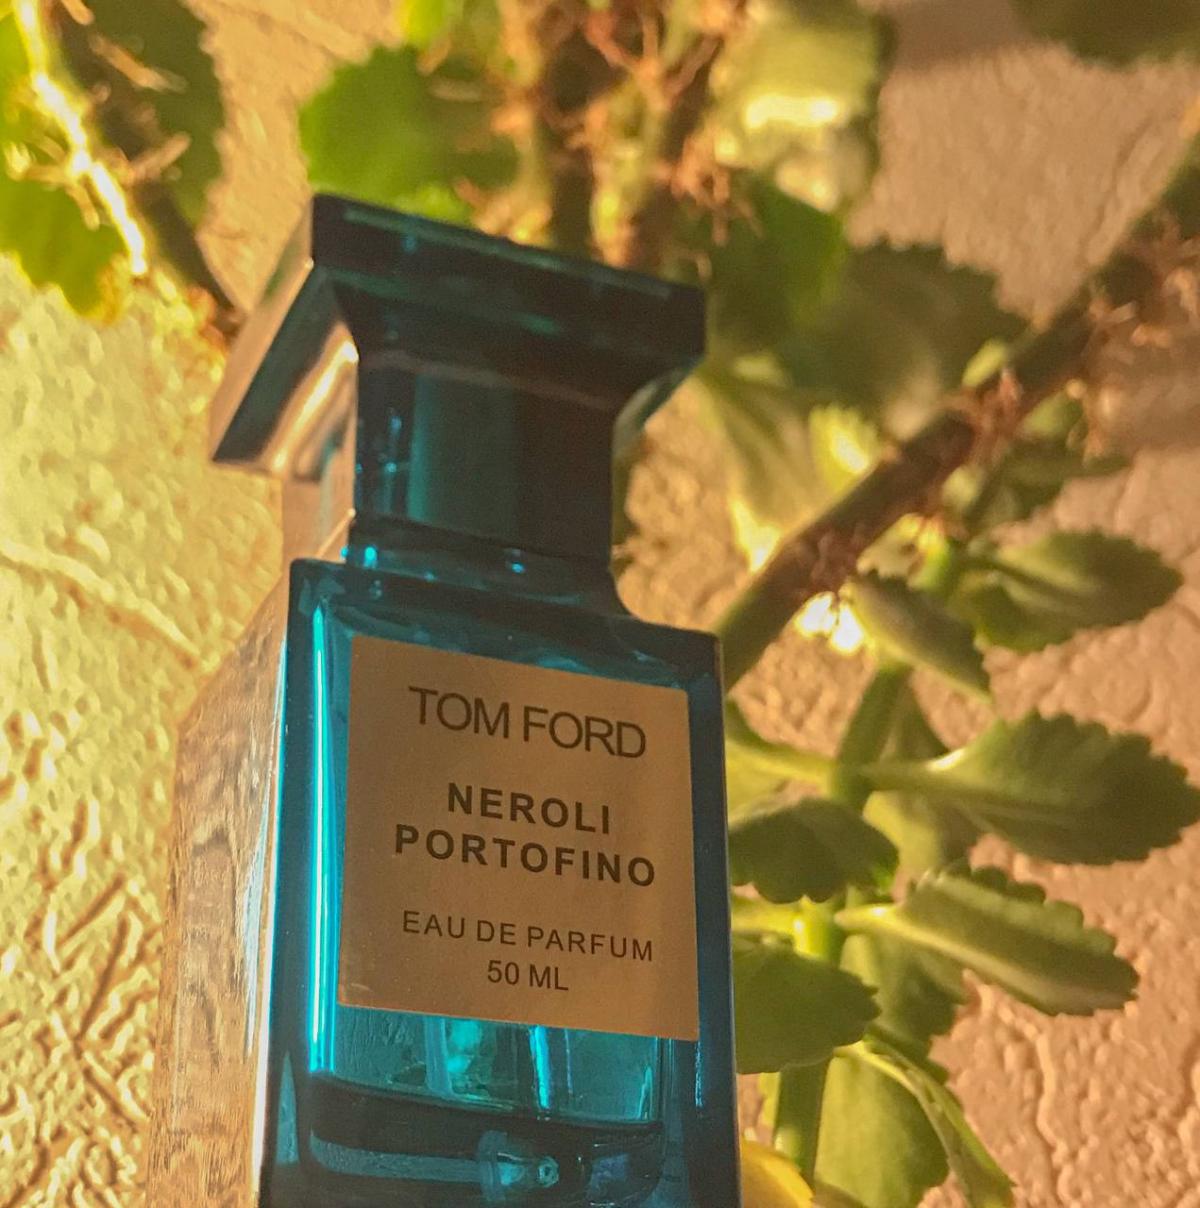 TOM FORD
NEROLI
PORTOFINO
EAU DE PARFUM
50 ML